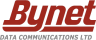 Bynet
DATA COMMUNICATIONS LTD